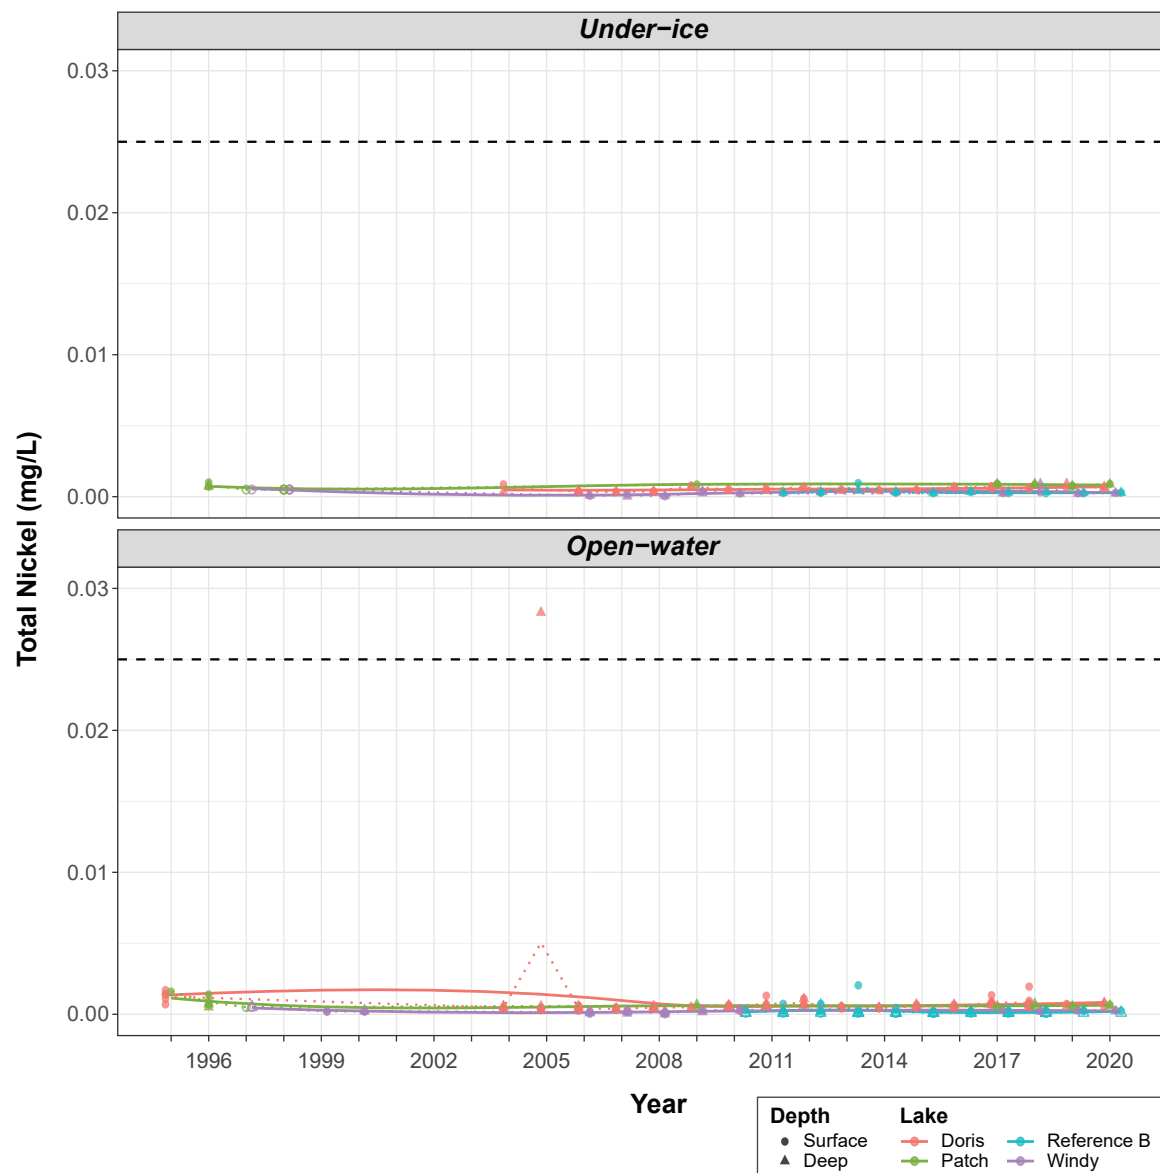 Under−ice
0.03
0.02
0.01
0.00
Total Nickel (mg/L)
Open−water
0.03
0.02
0.01
0.00
1996 1999 2002 2005 2008 2011 2014 2017 2020
Year
Depth Lake
Surface Doris Reference B
Deep Patch Windy